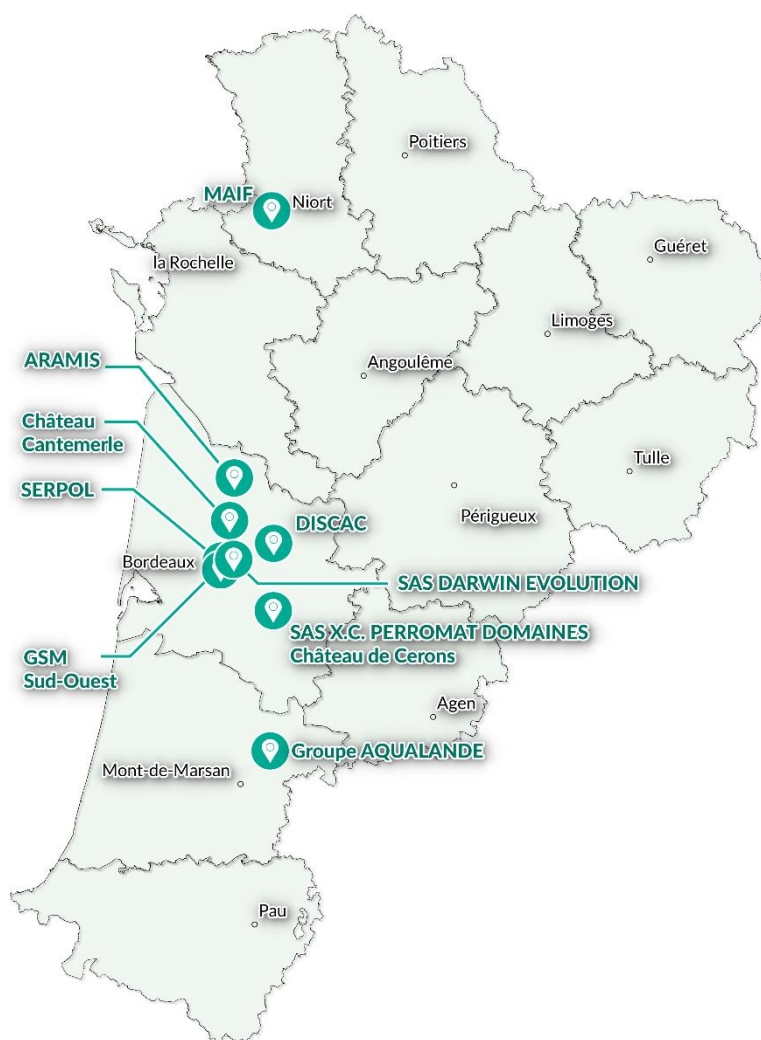 Poitiers
MAIF
Niort
la Rochelle
Guéret
Limoges
ARAMIS
Angoulême
Château
Cantemerle
Tulle
SERPOL
Périgueux
DISCAC
Bordeaux
SAS DARWIN EVOLUTION
SAS X.C. PERROMAT DOMAINES
Château de Cerons
GSM
Sud-Ouest
Agen
Groupe AQUALANDE
Mont-de-Marsan
Pau